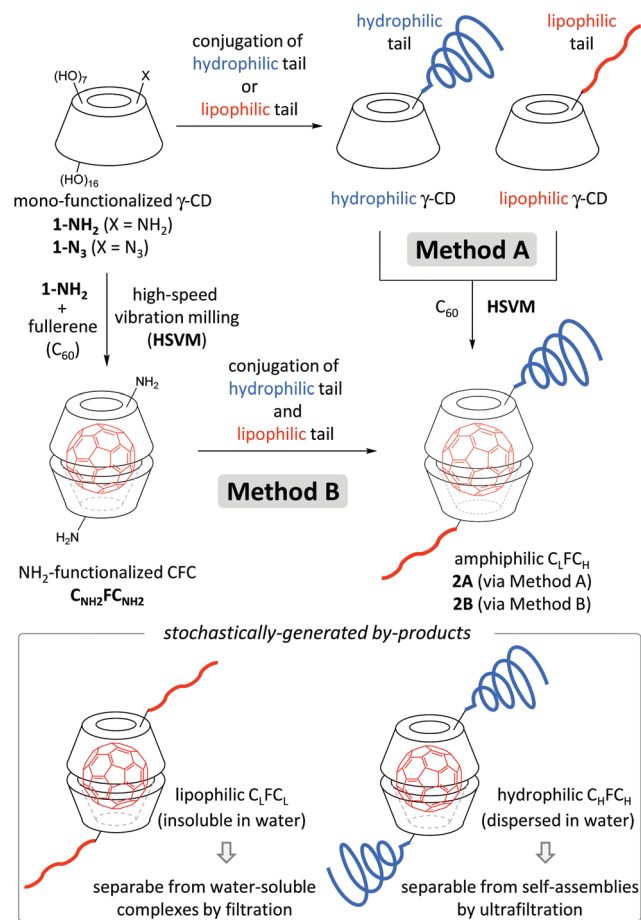 conjugation of
hydrophilic tail
or
lipophilic tail
hydrophilic
tail
lipophilic
tail
(HO)7
X
(HO)16
mono-functionalized γ-CD
1-NH2 (X = NH2)
1-N3 (X = N3)
hydrophilic γ-CD
lipophilic γ-CD
Method A
1-NH2
+
fullerene
(C60)
high-speed
vibration milling
(HSVM)
C60
HSVM
NH2
conjugation of
hydrophilic tail
and
lipophilic tail
Method B
H2N
NH2-functionalized CFC
CNH2FCNH2
amphiphilic CLFCH
2A (via Method A)
2B (via Method B)
stochastically-generated by-products
lipophilic CLFCL
(insoluble in water)
separabe from water-soluble
complexes by filtration
hydrophilic CHFCH
(dispersed in water)
separable from self-assemblies
by ultrafiltration